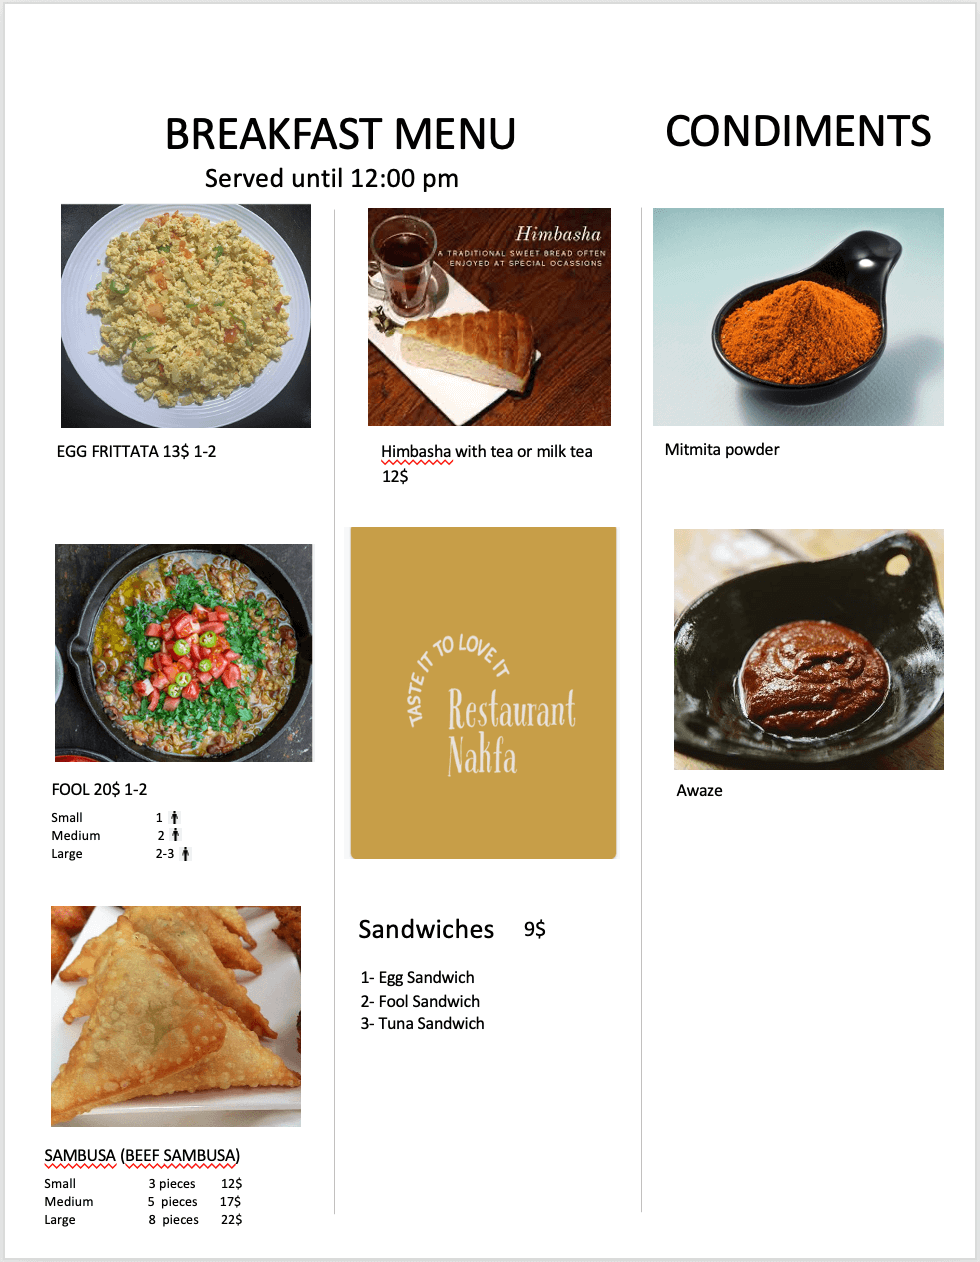 BREAKFAST MENU
Served until 12:00 pm
EGG FRITTATA 13$ 1-2
FOOL 20$ 1-2
Small 1
Medium 2
Large 2-3
SAMBUSA (BEEF SAMBUSA)
Small 3 pieces 12$
Medium 5 pieces 17$
Large 8 pieces 22$
Himbasha
A TRADITIONAL SWEET BREAD OFTEN
ENJOYED AT SPECIAL OCASSIONS
Himbasha with tea or milk tea
12$
TASTE IT TO LOVE IT
Restaurant
Nakfa
Sandwiches 9$
1- Egg Sandwich
2- Fool Sandwich
3- Tuna Sandwich
CONDIMENTS
Mitmita powder
Awaze